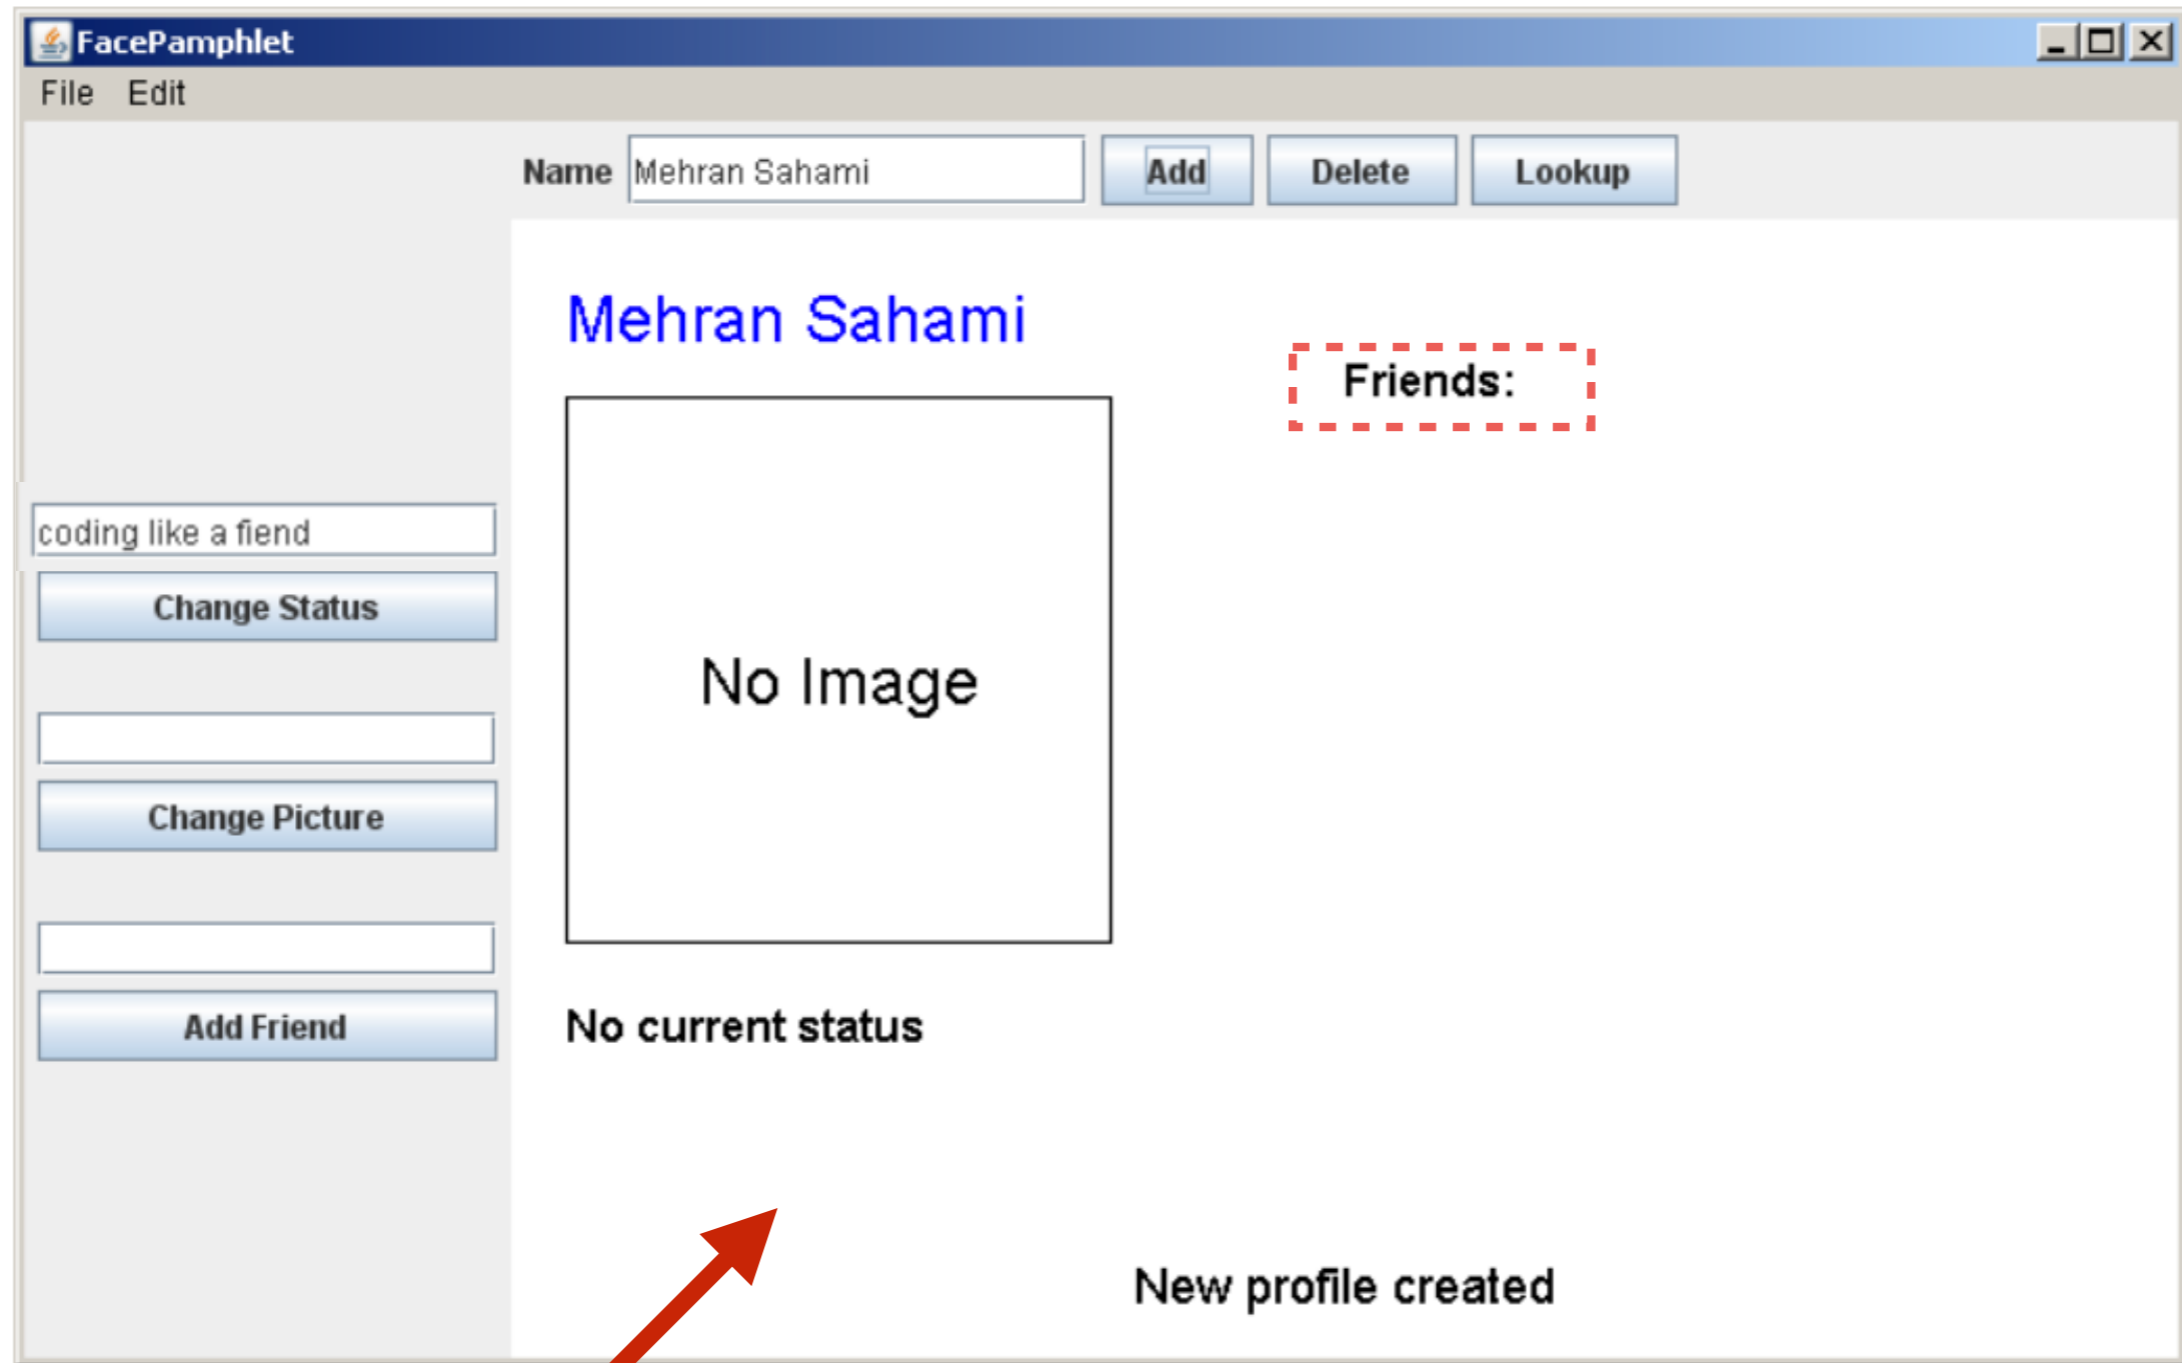 FacePamphlet
File Edit
Name Mehran Sahami Add Delete Lookup
Mehran Sahami
Friends:
coding like a fiend
Change Status
No Image
Change Picture
Add Friend
No current status
New profile created